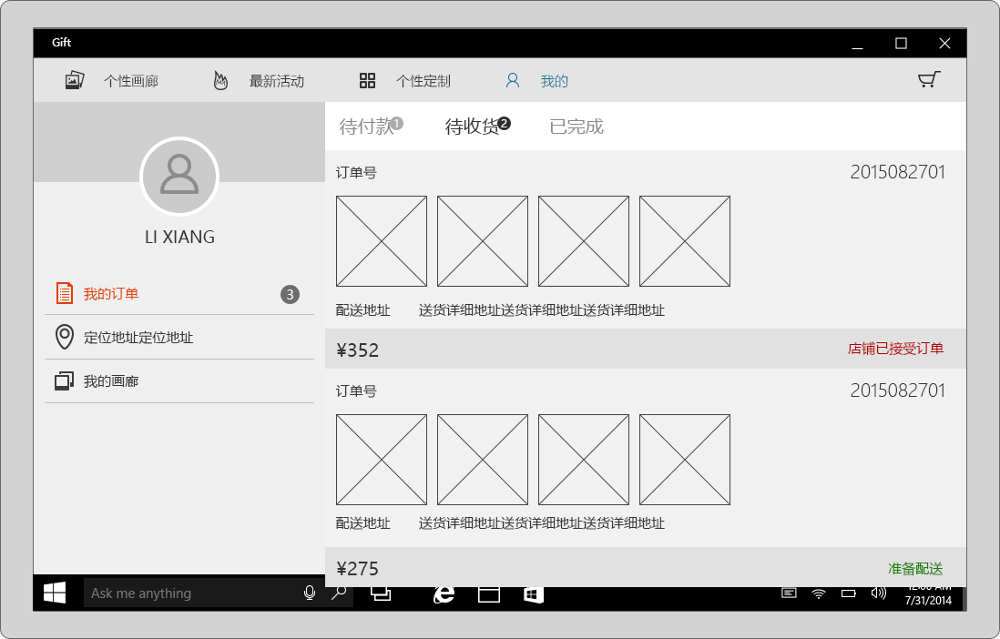 Gift
个性画廊 最新活动 个性定制 我的
待付款 1 待收货 2 已完成
LI XIANG
我的订单 3
定位地址定位地址
我的画廊
订单号 2015082701
配送地址 送货详细地址送货详细地址送货详细地址
¥352 店铺已接受订单
订单号 2015082701
配送地址 送货详细地址送货详细地址送货详细地址
¥275 准备配送
Ask me anything
12:00 AM
7/31/2014